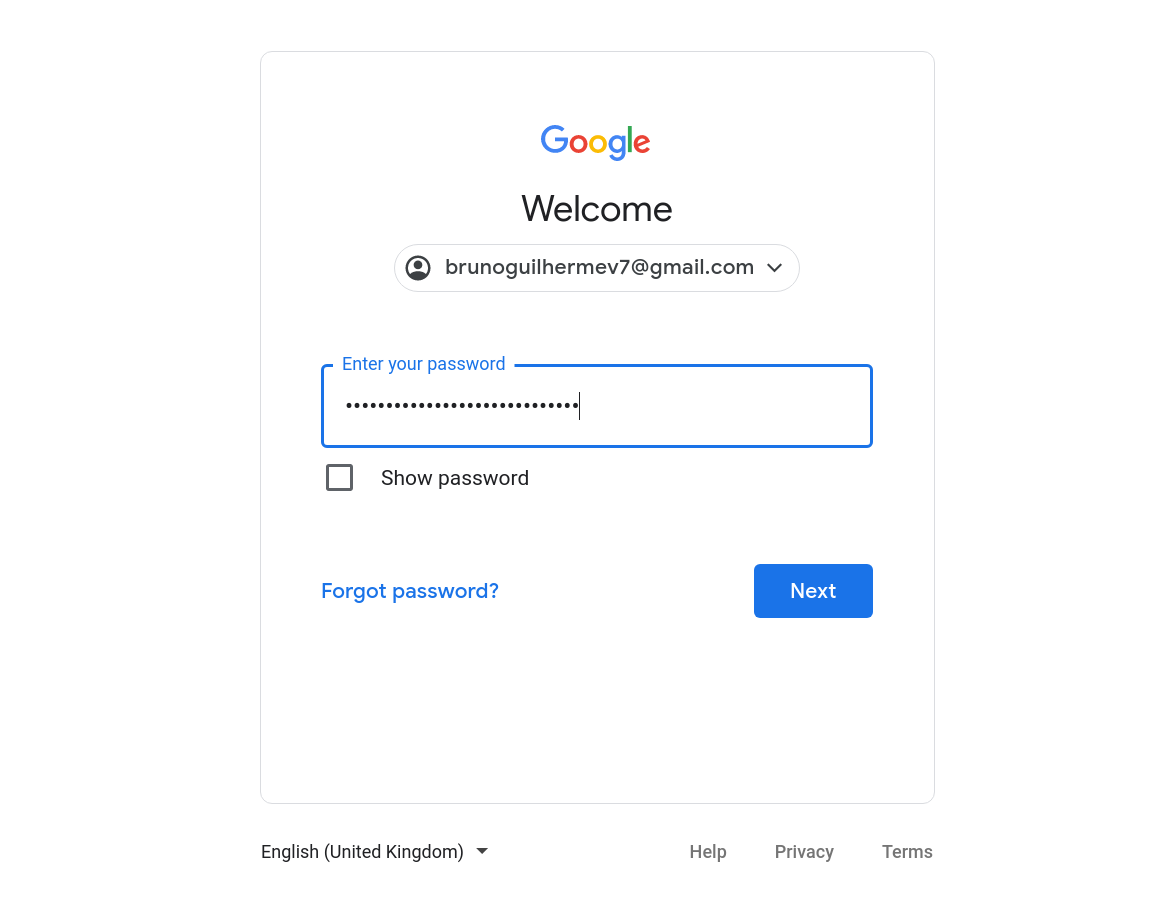 Google
Welcome
brunoguilhermev7@gmail.com
Enter your password
•••••••••••••••••••••••••••••
Show password
Forgot password?
Next
English (United Kingdom)
Help
Privacy
Terms